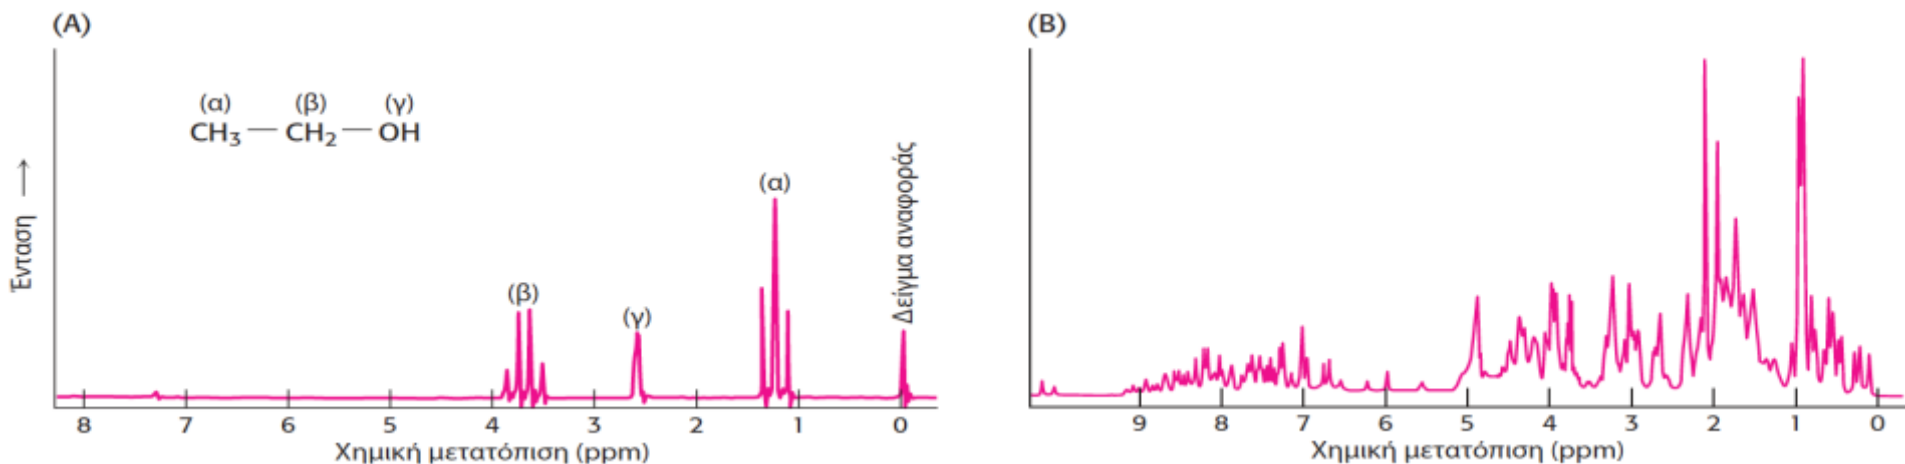 (A)
(α) (β) (γ)
CH₃ — CH₂ — OH
Ένταση →
(β)
(γ)
(α)
Δείγμα αναφοράς
8 7 6 5 4 3 2 1 0
Χημική μετατόπιση (ppm)
(B)
9 8 7 6 5 4 3 2 1 0
Χημική μετατόπιση (ppm)